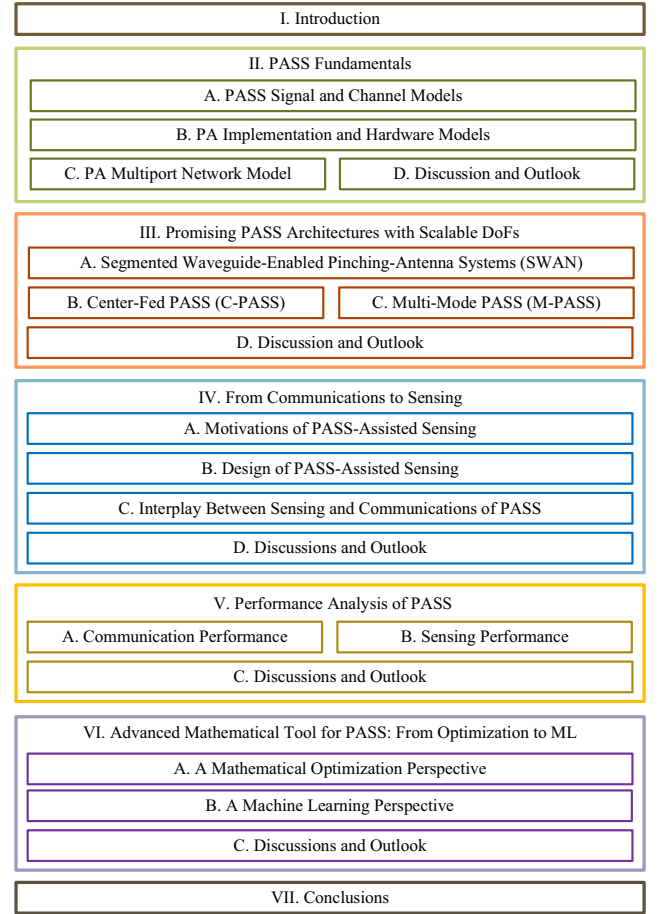 I. Introduction
II. PASS Fundamentals
A. PASS Signal and Channel Models
B. PA Implementation and Hardware Models
C. PA Multiport Network Model
D. Discussion and Outlook
III. Promising PASS Architectures with Scalable DoFs
A. Segmented Waveguide-Enabled Pinching-Antenna Systems (SWAN)
B. Center-Fed PASS (C-PASS)
C. Multi-Mode PASS (M-PASS)
D. Discussion and Outlook
IV. From Communications to Sensing
A. Motivations of PASS-Assisted Sensing
B. Design of PASS-Assisted Sensing
C. Interplay Between Sensing and Communications of PASS
D. Discussions and Outlook
V. Performance Analysis of PASS
A. Communication Performance
B. Sensing Performance
C. Discussions and Outlook
VI. Advanced Mathematical Tool for PASS: From Optimization to ML
A. A Mathematical Optimization Perspective
B. A Machine Learning Perspective
C. Discussions and Outlook
VII. Conclusions